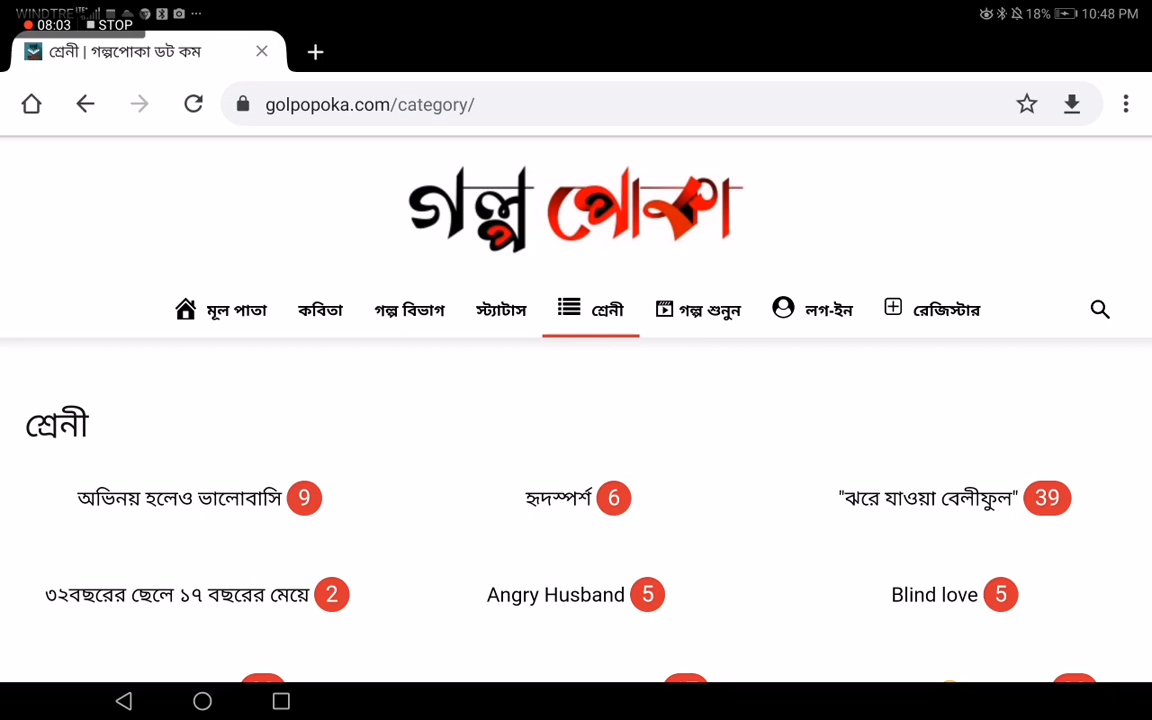 WINDTRE
08:03 STOP
18% 10:48 PM
শ্রেনী | গল্পপোকা ডট কম
golpopoka.com/category/
গল্প পোকা
মূল পাতা কবিতা গল্প বিভাগ স্ট্যাটাস শ্রেনী গল্প শুনুন লগ-ইন রেজিস্টার
শ্রেনী
অভিনয় হলেও ভালোবাসি 9 হৃদস্পর্শ 6 "ঝরে যাওয়া বেলীফুল" 39
৩২বছরের ছেলে ১৭ বছরের মেয়ে 2 Angry Husband 5 Blind love 5